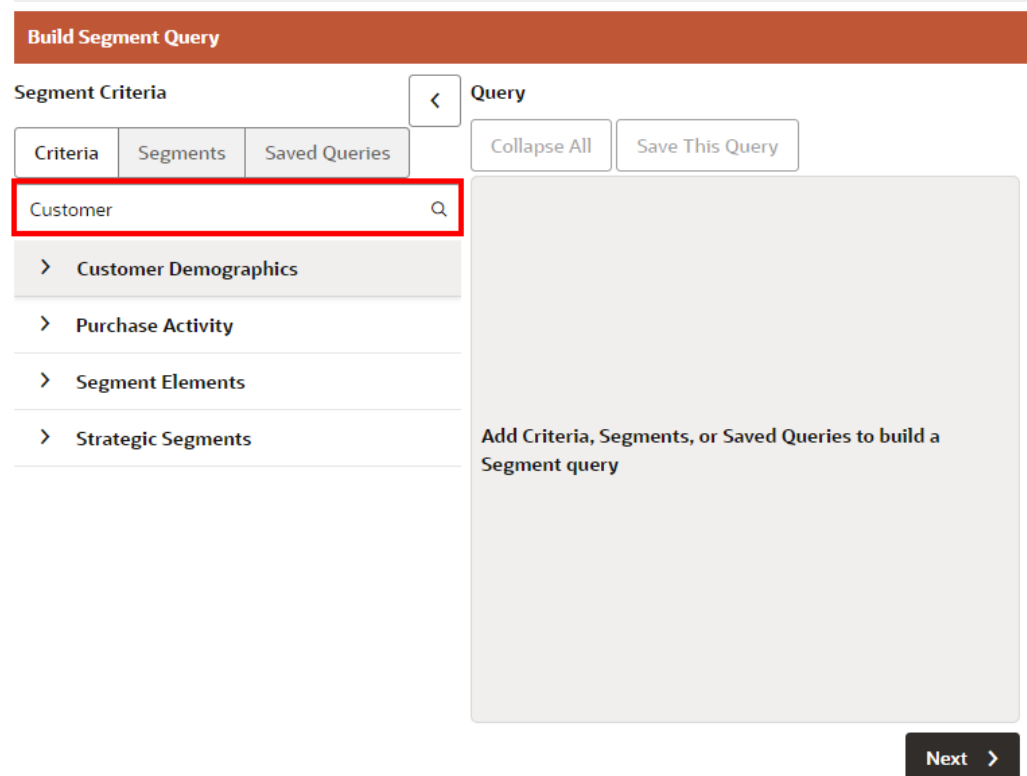 Build Segment Query
Segment Criteria
Criteria
Segments
Saved Queries
Customer
Customer Demographics
Purchase Activity
Segment Elements
Strategic Segments
Query
Collapse All
Save This Query
Add Criteria, Segments, or Saved Queries to build a
Segment query
Next